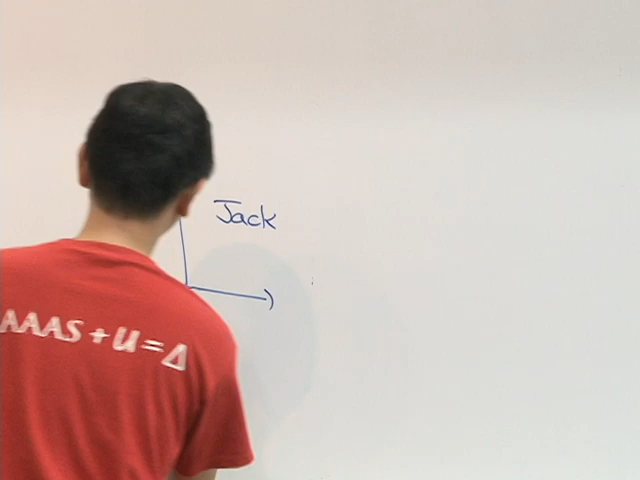 Jack
AAAS + U = Δ